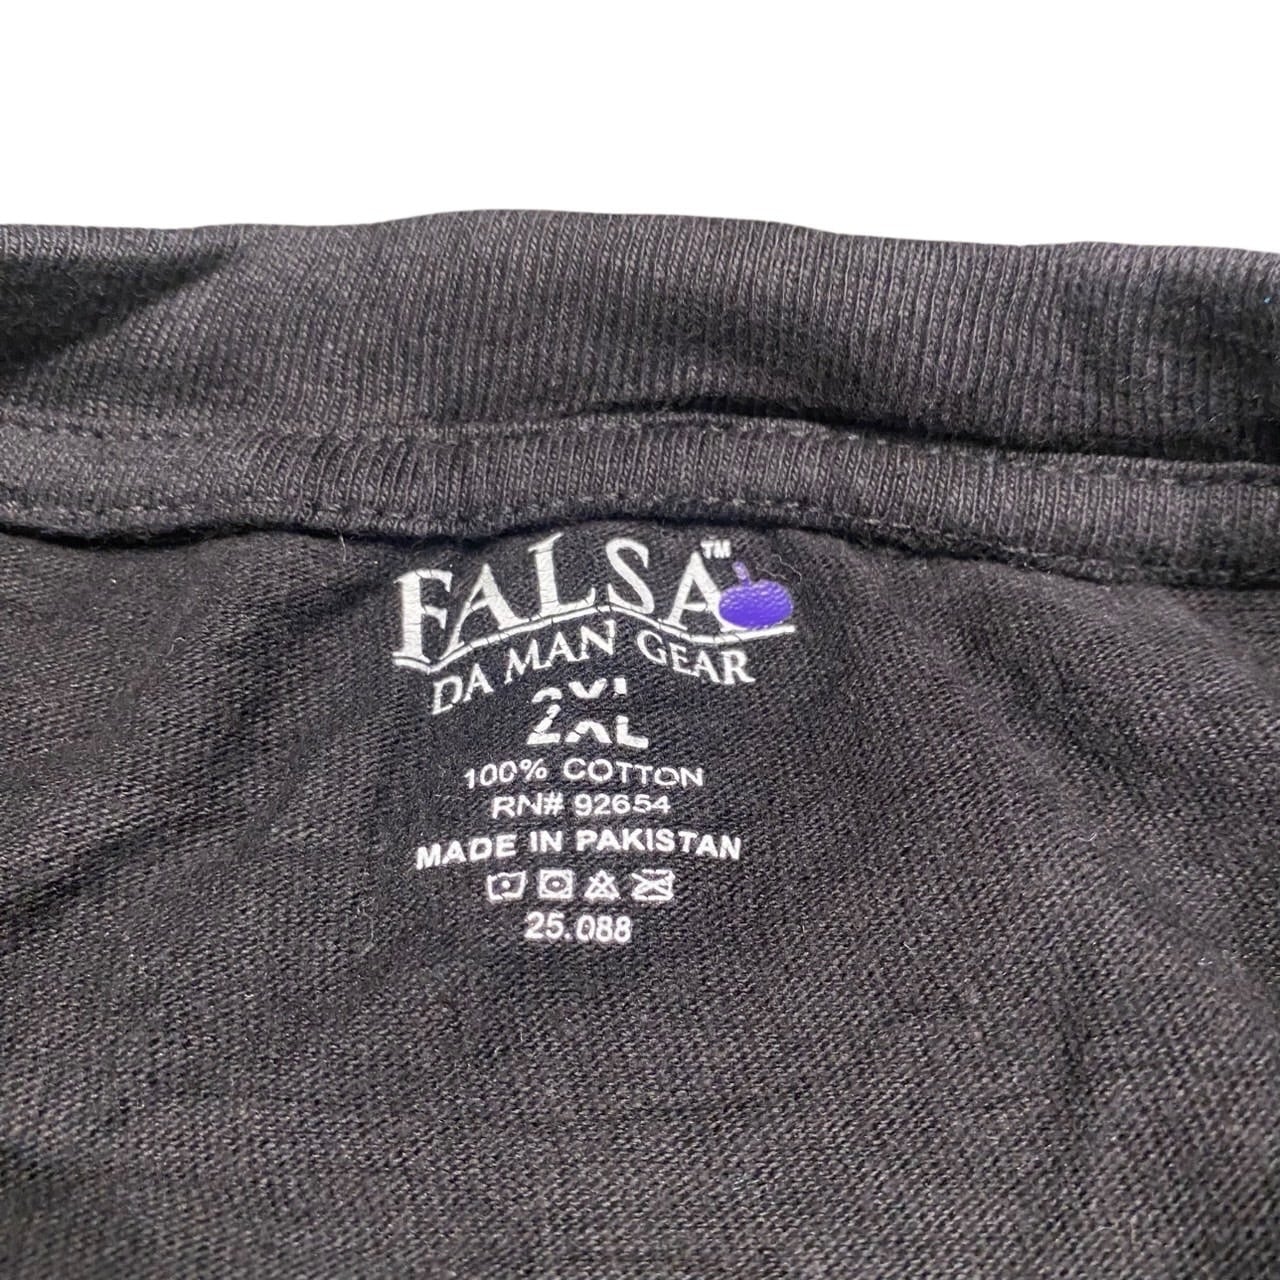 FALSA™
DA MAN GEAR
2XL
100% COTTON
RN# 92654
MADE IN PAKISTAN
25.088